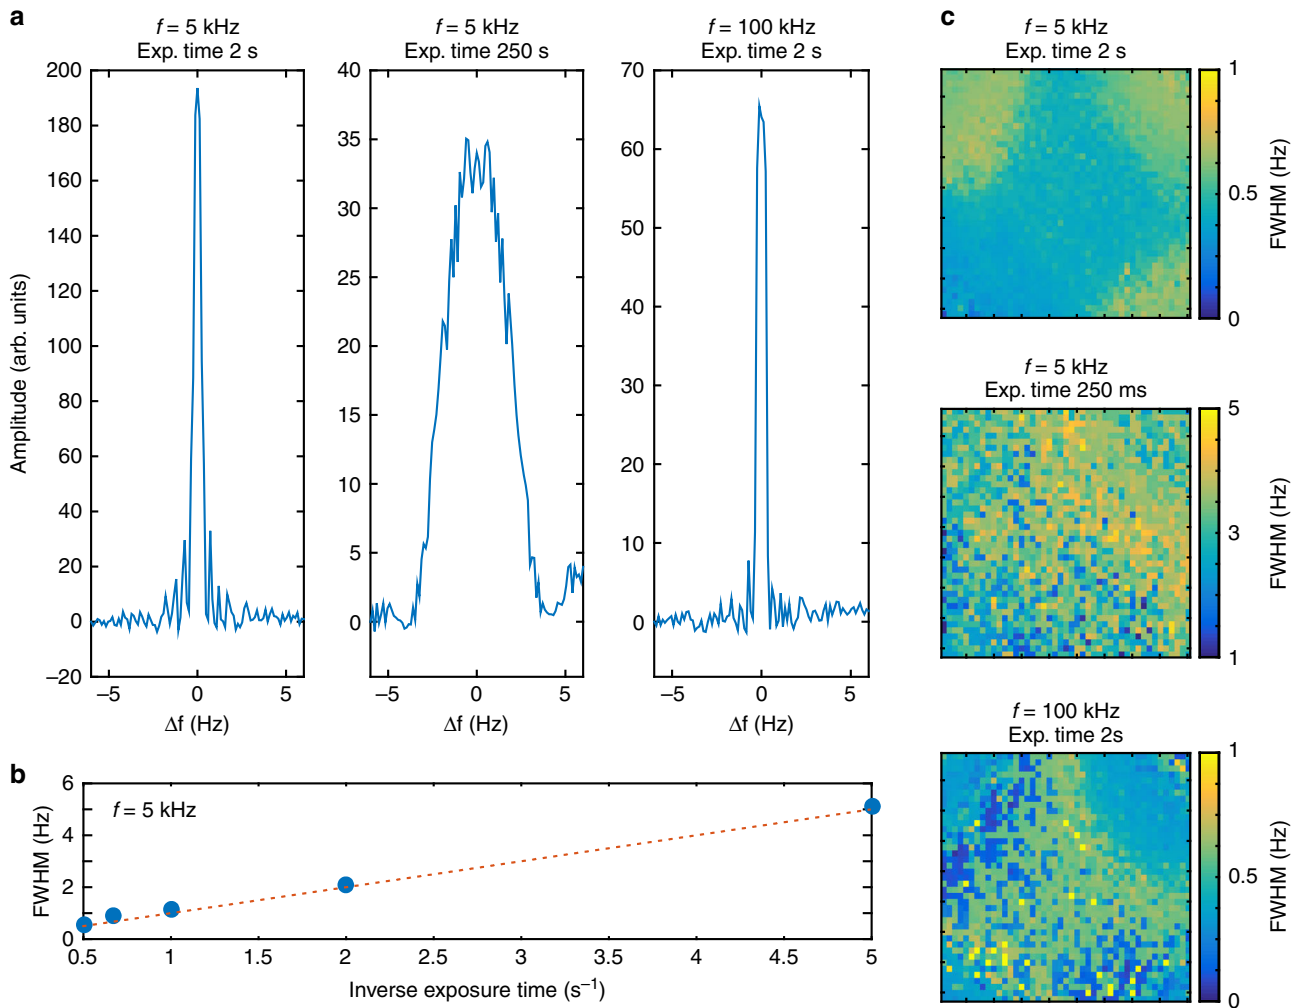 a
f = 5 kHz
Exp. time 2 s
f = 5 kHz
Exp. time 250 s
f = 100 kHz
Exp. time 2 s
Amplitude (arb. units)
200
180
160
140
120
100
80
60
40
20
0
–20
–5 0 5
Δf (Hz)
40
35
30
25
20
15
10
5
0
–5 0 5
Δf (Hz)
70
60
50
40
30
20
10
0
–5 0 5
Δf (Hz)
b
f = 5 kHz
FWHM (Hz)
6
4
2
0
0.5 1 1.5 2 2.5 3 3.5 4 4.5 5
Inverse exposure time (s⁻¹)
c
f = 5 kHz
Exp. time 2 s
1
0.5
0
FWHM (Hz)
f = 5 kHz
Exp. time 250 ms
5
3
1
FWHM (Hz)
f = 100 kHz
Exp. time 2s
1
0.5
0
FWHM (Hz)